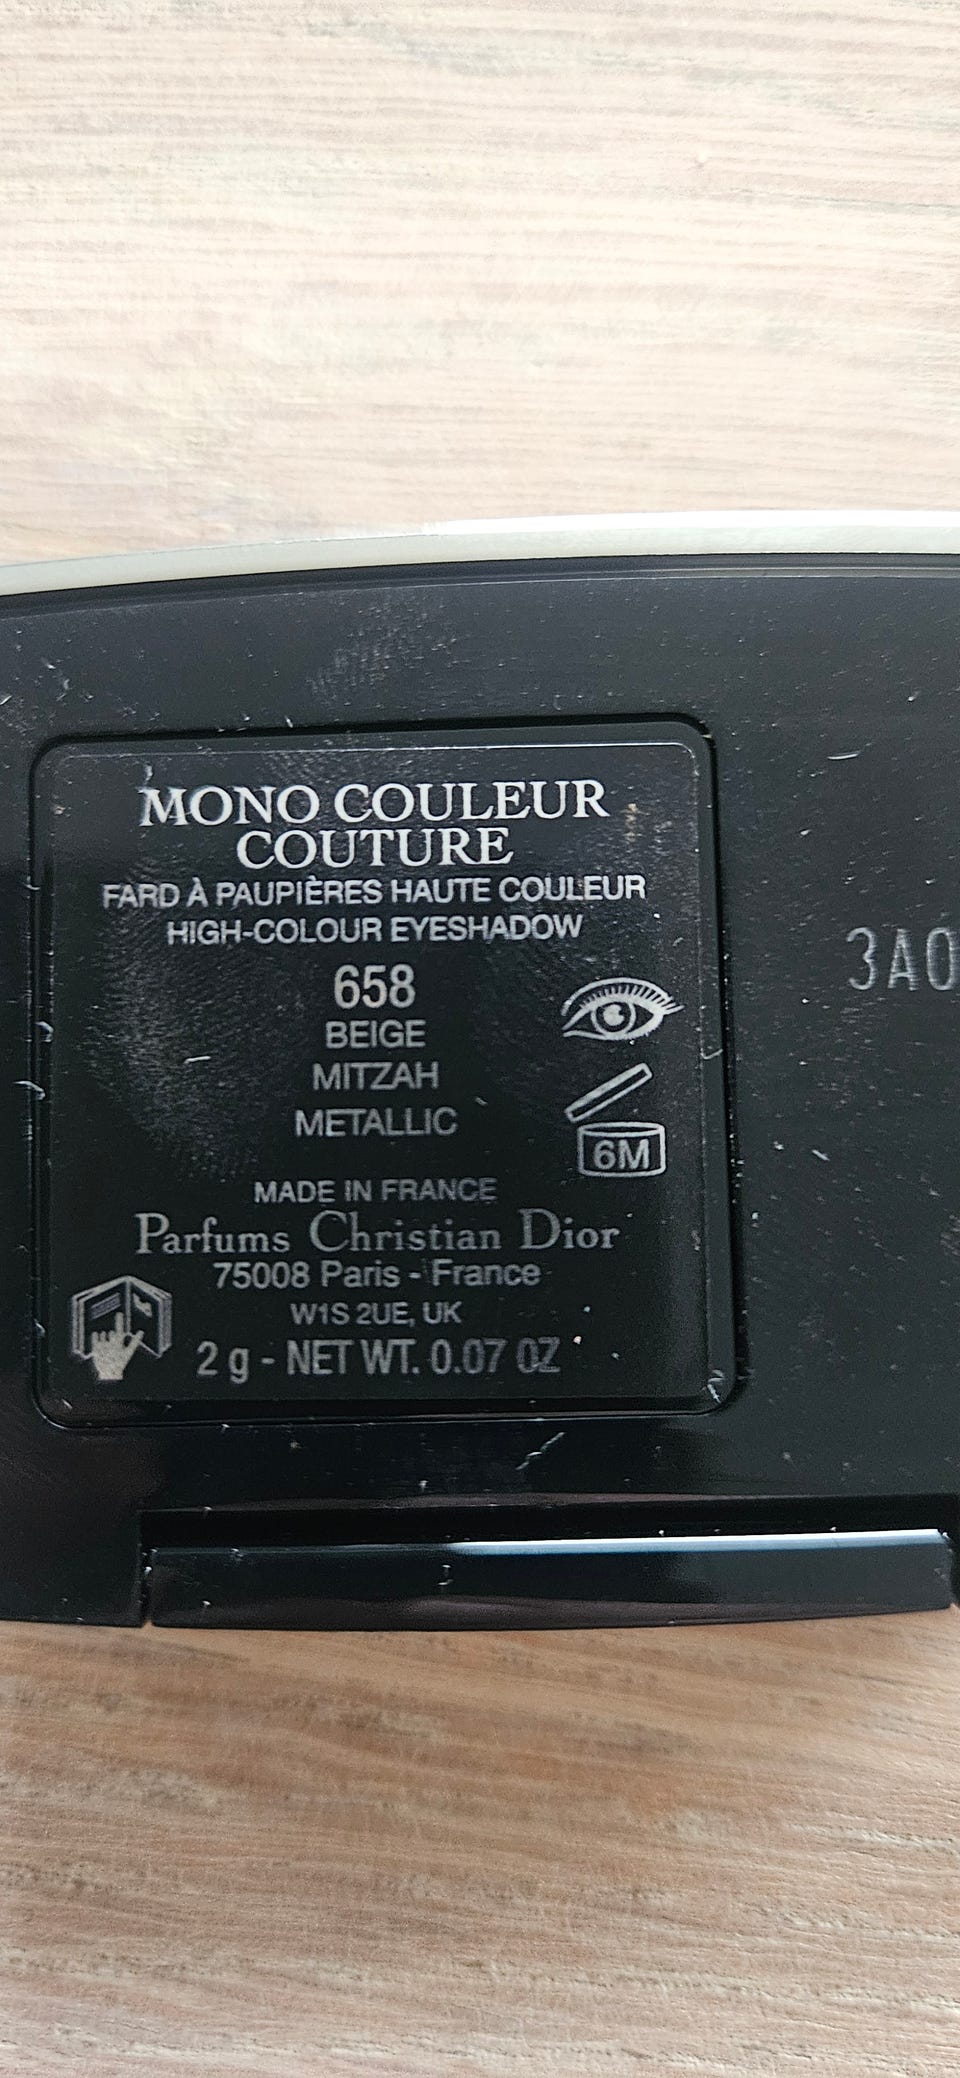 MONO COULEUR
COUTURE
FARD À PAUPIÈRES HAUTE COULEUR
HIGH-COLOUR EYESHADOW
658
BEIGE
MITZAH
METALLIC
6M
MADE IN FRANCE
Parfums Christian Dior
75008 Paris - France
W1S 2UE, UK
2 g - NET WT. 0.07 OZ
3A0